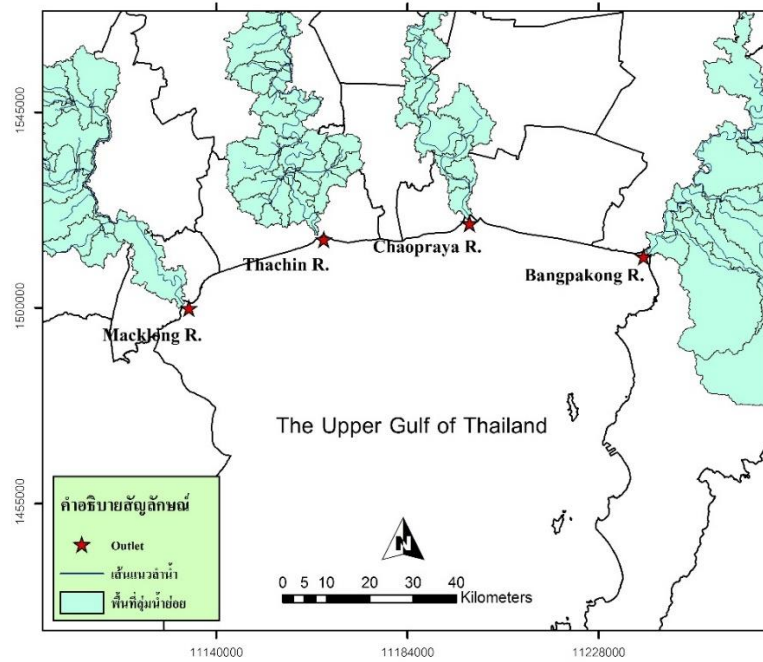 1545000
1500000
1455000
Thachin R.
Chaopraya R.
Bangpakong R.
Macklong R.
The Upper Gulf of Thailand
คำอธิบายสัญลักษณ์
Outlet
เส้นแนวลำน้ำ
พื้นที่ลุ่มน้ำย่อย
N
0 5 10 20 30 40
Kilometers
11140000 11184000 11228000